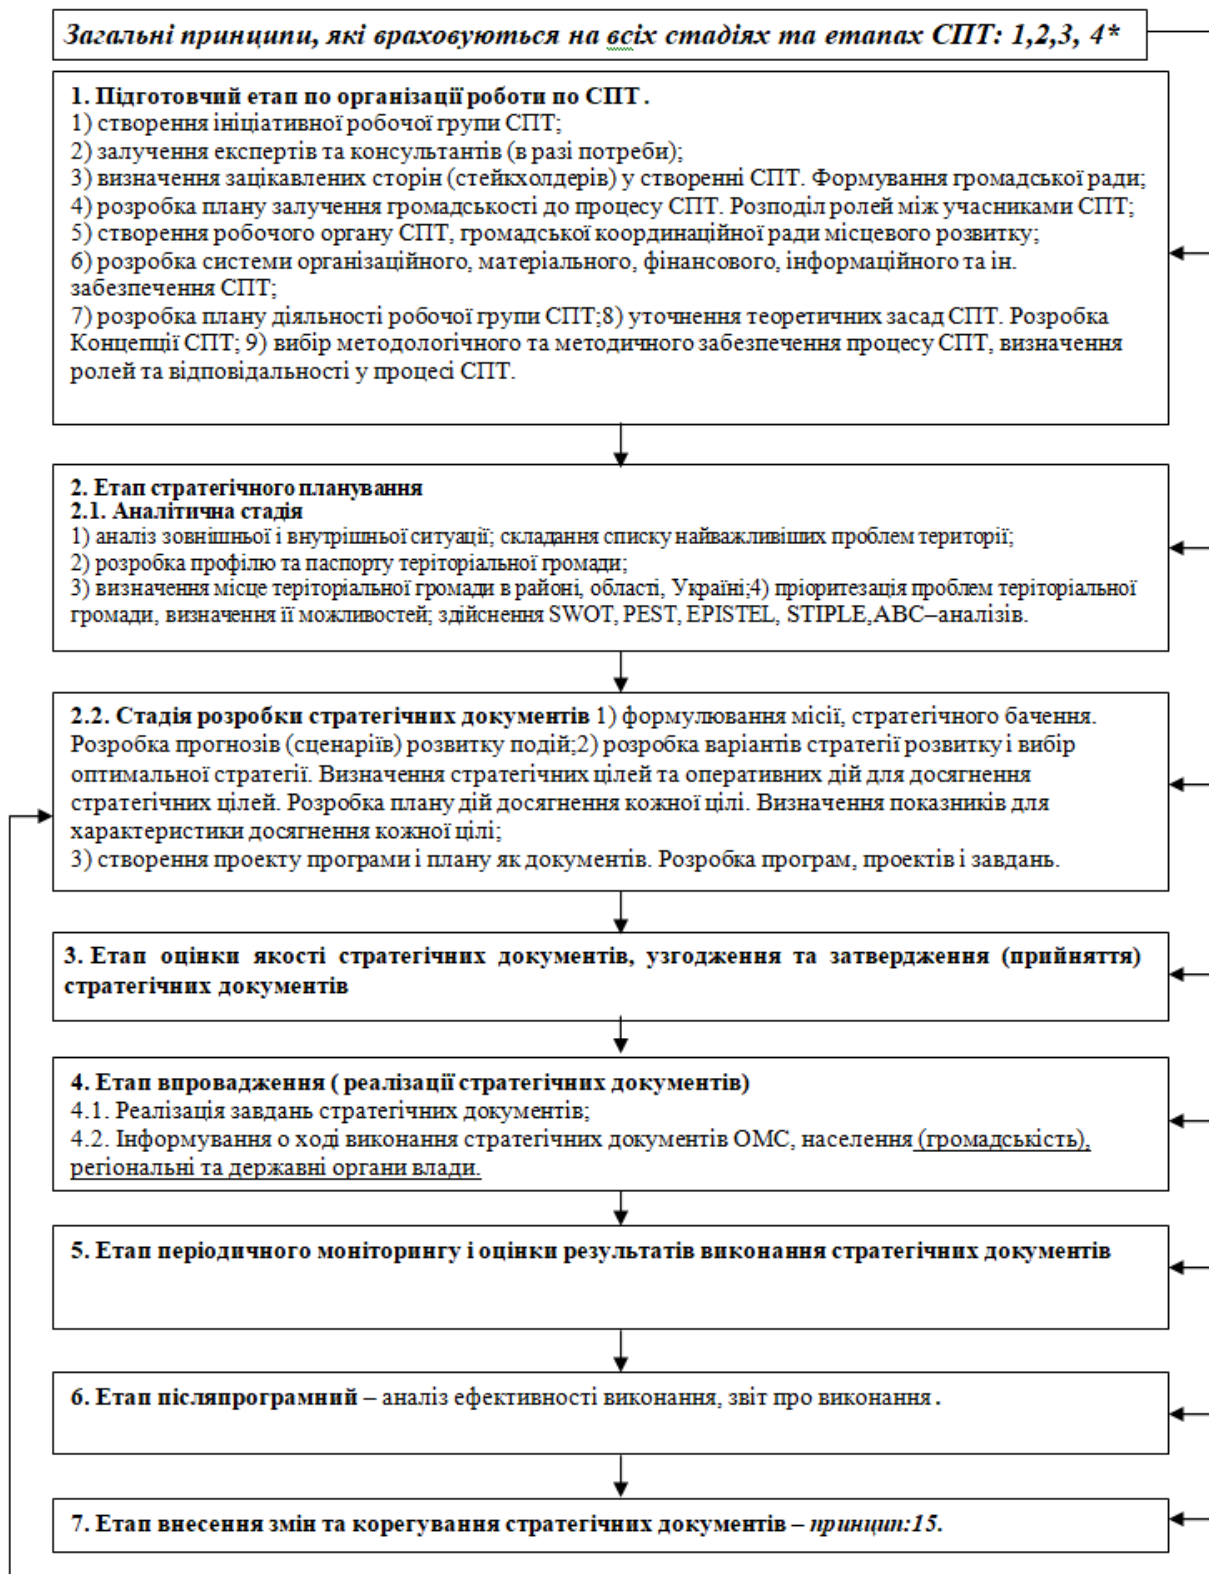 Загальні принципи, які враховуються на всіх стадіях та етапах СПТ: 1,2,3, 4*
1. Підготовчий етап по організації роботи по СПТ.
1) створення ініціативної робочої групи СПТ;
2) залучення експертів та консультантів (в разі потреби);
3) визначення зацікавлених сторін (стейкхолдерів) у створенні СПТ. Формування громадської ради;
4) розробка плану залучення громадськості до процесу СПТ. Розподіл ролей між учасниками СПТ;
5) створення робочого органу СПТ, громадської координаційної ради місцевого розвитку;
6) розробка системи організаційного, матеріального, фінансового, інформаційного та ін.
забезпечення СПТ;
7) розробка плану діяльності робочої групи СПТ;8) уточнення теоретичних засад СПТ. Розробка
Концепції СПТ; 9) вибір методологічного та методичного забезпечення процесу СПТ, визначення
ролей та відповідальності у процесі СПТ.
2. Етап стратегічного планування
2.1. Аналітична стадія
1) аналіз зовнішньої і внутрішньої ситуації; складання списку найважливіших проблем території;
2) розробка профілю та паспорту теріторіальної громади;
3) визначення місце теріторіальної громади в районі, області, Україні;4) пріоритезація проблем теріторіальної
громади, визначення її можливостей; здійснення SWOT, PEST, EPISTEL, STIPLE,ABC–аналізів.
2.2. Стадія розробки стратегічних документів 1) формулювання місії, стратегічного бачення.
Розробка прогнозів (сценаріїв) розвитку подій;2) розробка варіантів стратегії розвитку і вибір
оптимальної стратегії. Визначення стратегічних цілей та оперативних дій для досягнення
стратегічних цілей. Розробка плану дій досягнення кожної цілі. Визначення показників для
характеристики досягнення кожної цілі;
3) створення проекту програми і плану як документів. Розробка програм, проектів і завдань.
3. Етап оцінки якості стратегічних документів, узгодження та затвердження (прийняття)
стратегічних документів
4. Етап впровадження ( реалізації стратегічних документів)
4.1. Реалізація завдань стратегічних документів;
4.2. Інформування о ході виконання стратегічних документів ОМС, населення (громадськість),
регіональні та державні органи влади.
5. Етап періодичного моніторингу і оцінки результатів виконання стратегічних документів
6. Етап післяпрограмний – аналіз ефективності виконання, звіт про виконання.
7. Етап внесення змін та корегування стратегічних документів – принцип:15.